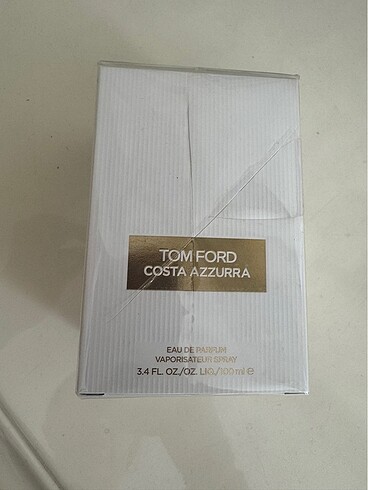 TOM FORD
COSTA AZZURRA
EAU DE PARFUM
VAPORISATEUR SPRAY
3.4 FL. OZ./OZ. LIQ./100 ml ℮